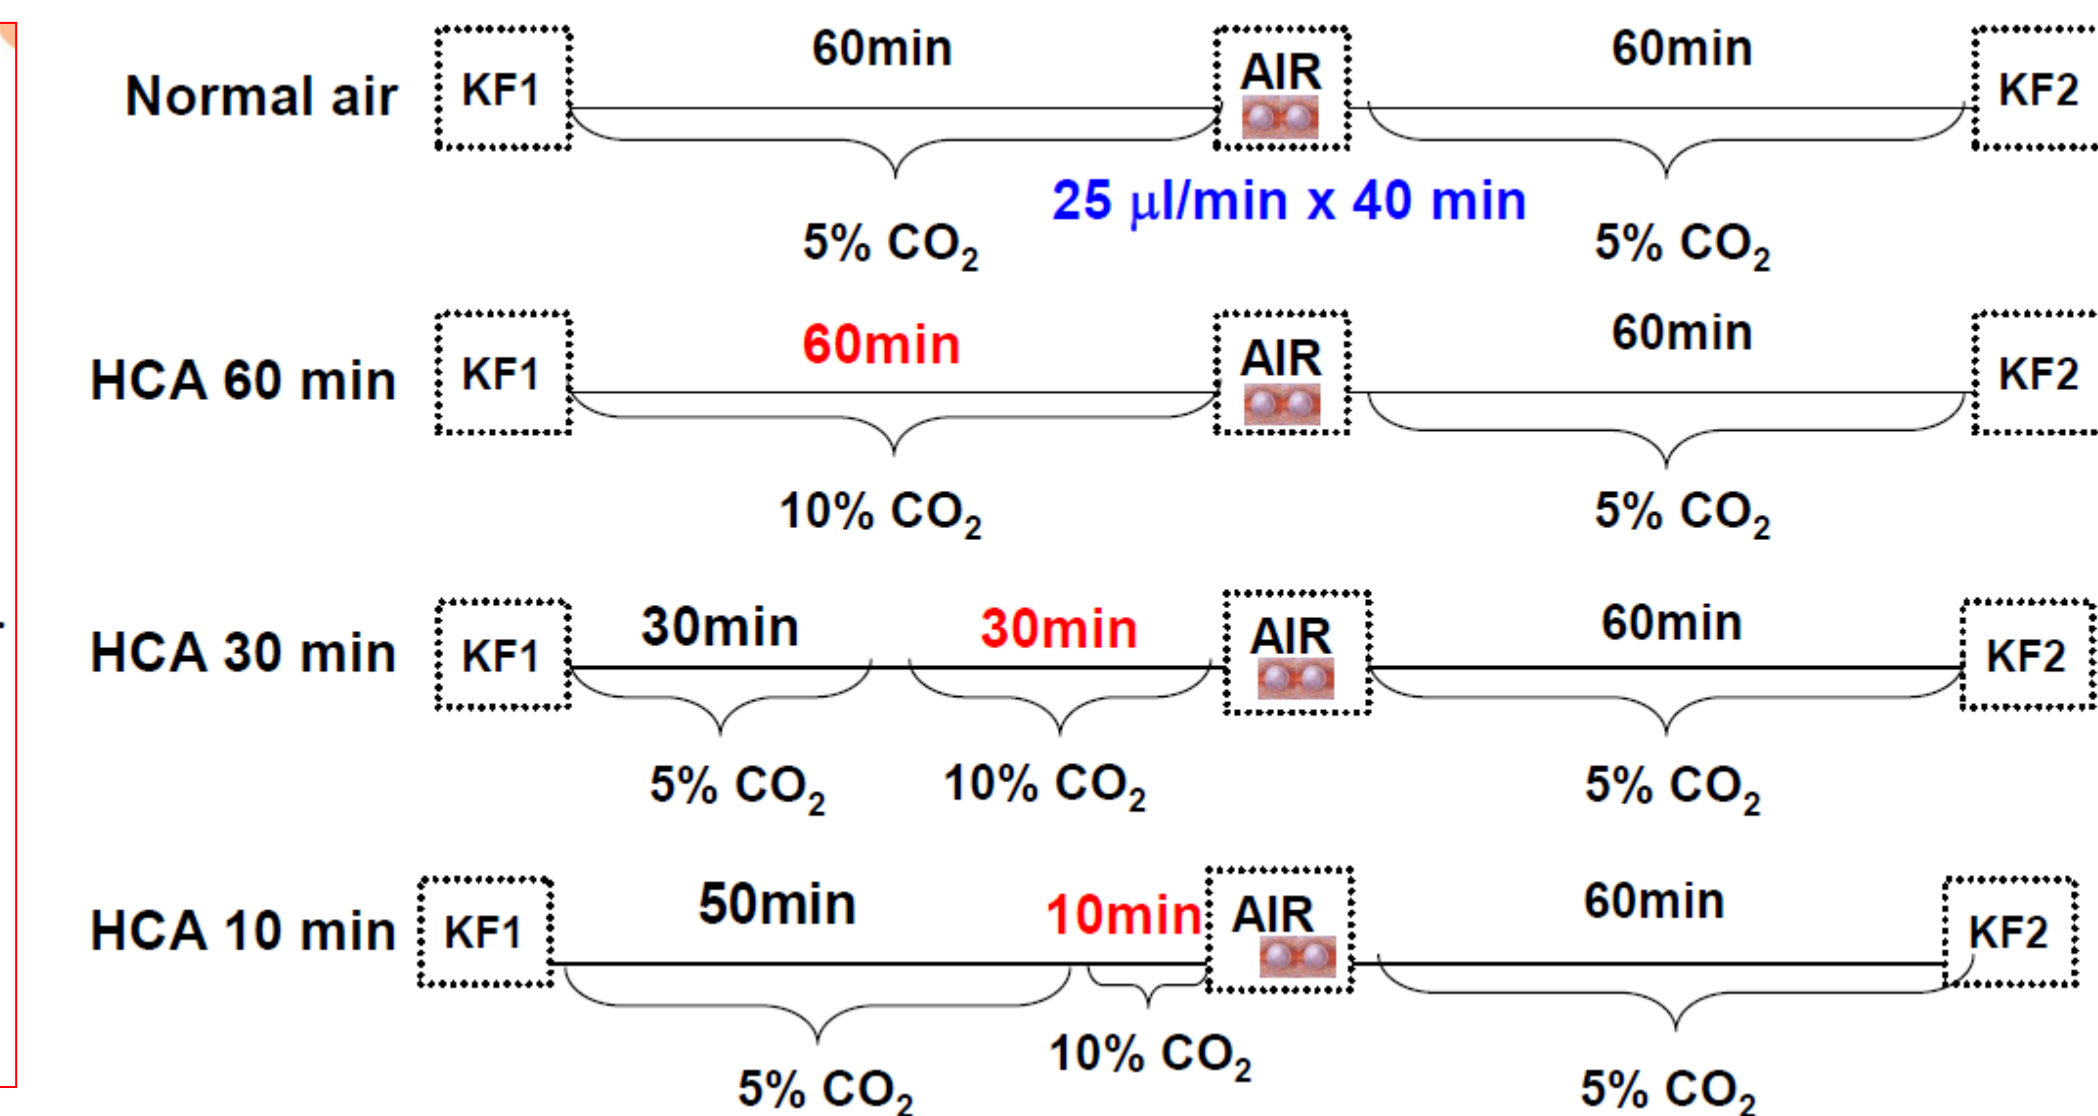 60min 60min
Normal air KF1 AIR KF2
25 μl/min x 40 min
5% CO₂ 5% CO₂
60min 60min
HCA 60 min KF1 AIR KF2
10% CO₂ 5% CO₂
30min 30min 60min
HCA 30 min KF1 AIR KF2
5% CO₂ 10% CO₂ 5% CO₂
50min 10min 60min
HCA 10 min KF1 AIR KF2
10% CO₂
5% CO₂ 5% CO₂